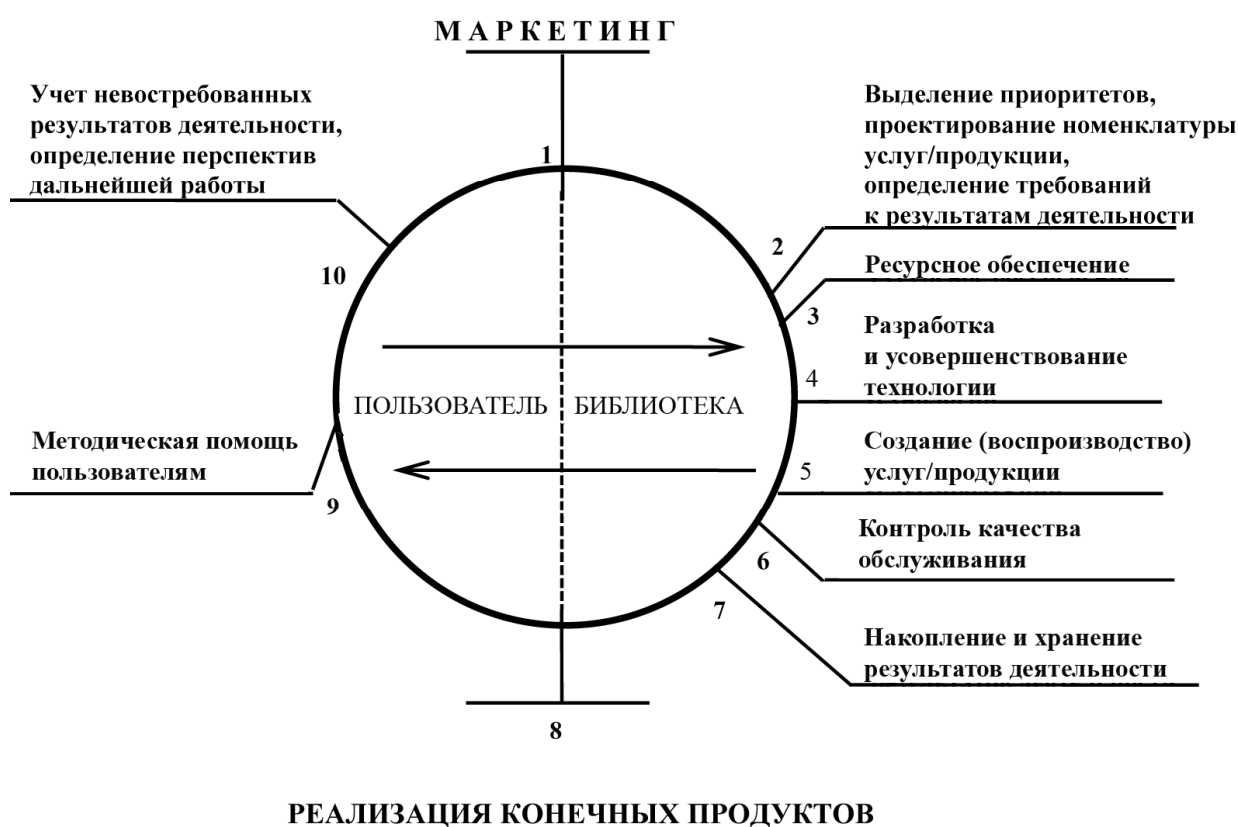 МАРКЕТИНГ
1
Учет невостребованных
результатов деятельности,
определение перспектив
дальнейшей работы
10
Выделение приоритетов,
проектирование номенклатуры
услуг/продукции,
определение требований
к результатам деятельности
2
Ресурсное обеспечение
3
Разработка
и усовершенствование
технологии
4
ПОЛЬЗОВАТЕЛЬ
БИБЛИОТЕКА
Методическая помощь
пользователям
9
Создание (воспроизводство)
услуг/продукции
5
Контроль качества
обслуживания
6
Накопление и хранение
результатов деятельности
7
8
РЕАЛИЗАЦИЯ КОНЕЧНЫХ ПРОДУКТОВ